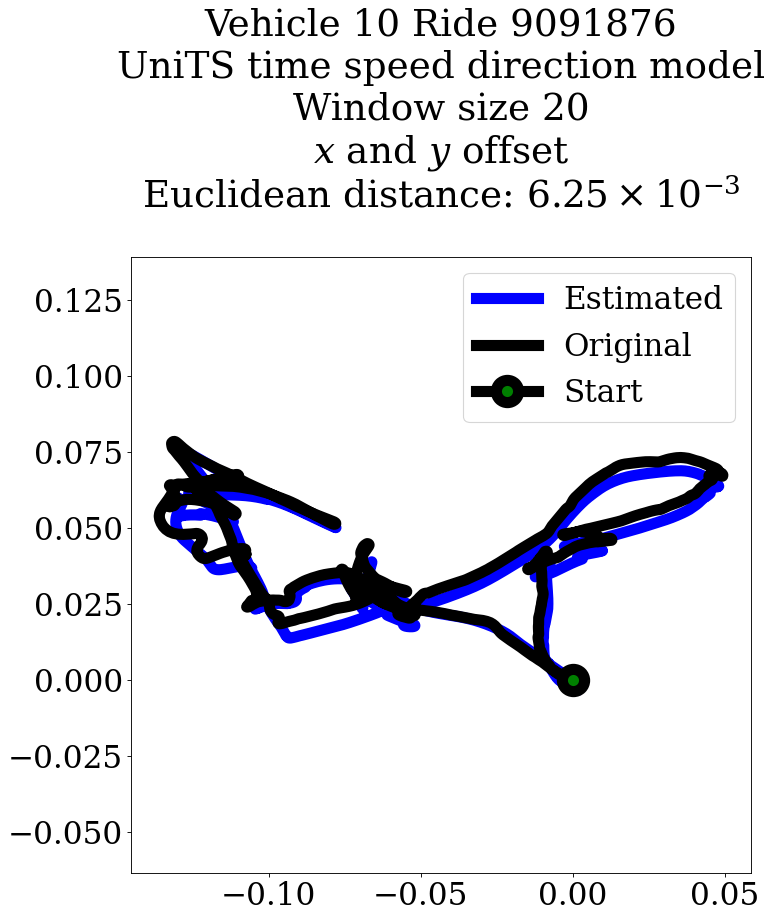 Vehicle 10 Ride 9091876
UniTS time speed direction model
Window size 20
x and y offset
Euclidean distance: 6.25 × 10⁻³
Estimated
Original
Start
0.125
0.100
0.075
0.050
0.025
0.000
−0.025
−0.050
−0.10 −0.05 0.00 0.05